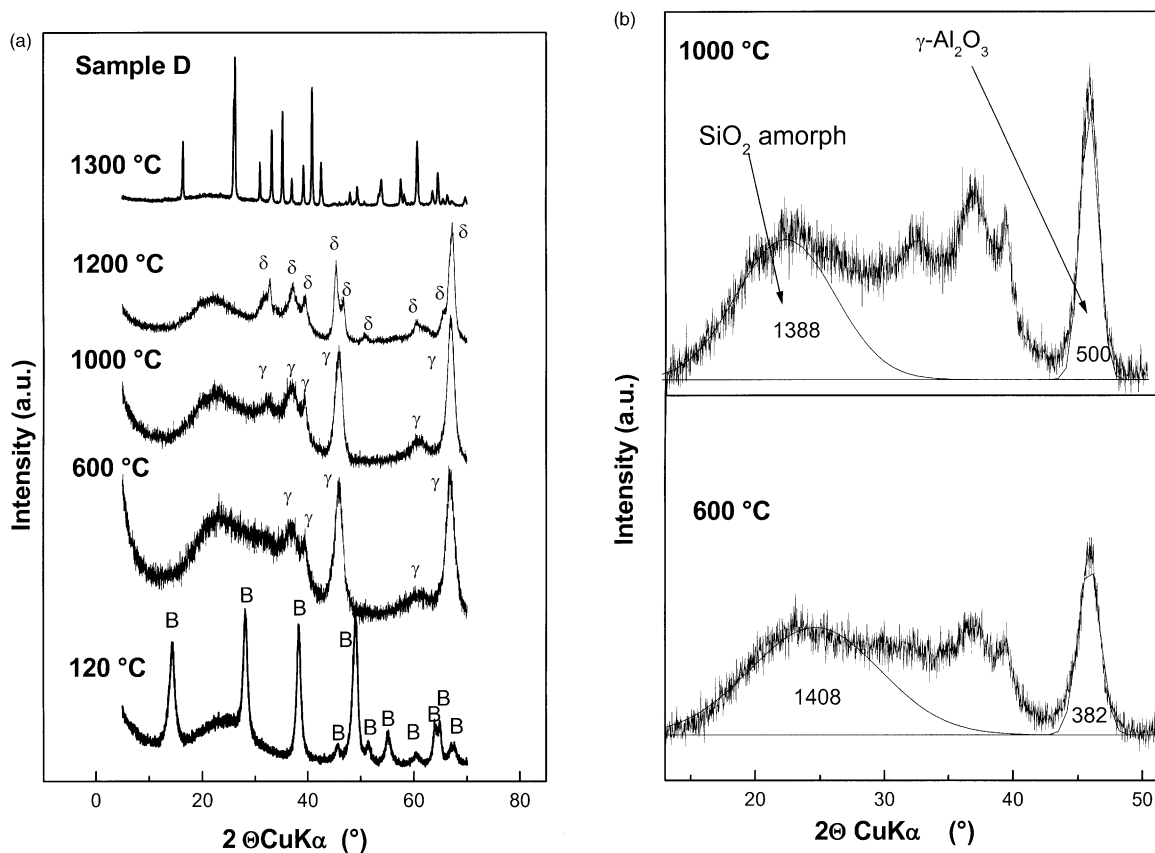 (a)
Sample D
1300 °C
1200 °C
δ δ δ δ δ δ δ δ δ
1000 °C
γ γ γ γ γ γ
600 °C
γ γ γ γ γ
120 °C
B B B B B B B B B B B
Intensity (a.u.)
0 20 40 60 80
2 ΘCuKα (°)
(b)
1000 °C
γ-Al₂O₃
SiO₂ amorph
1388
500
600 °C
1408
382
Intensity (a.u.)
20 30 40 50
2Θ CuKα (°)